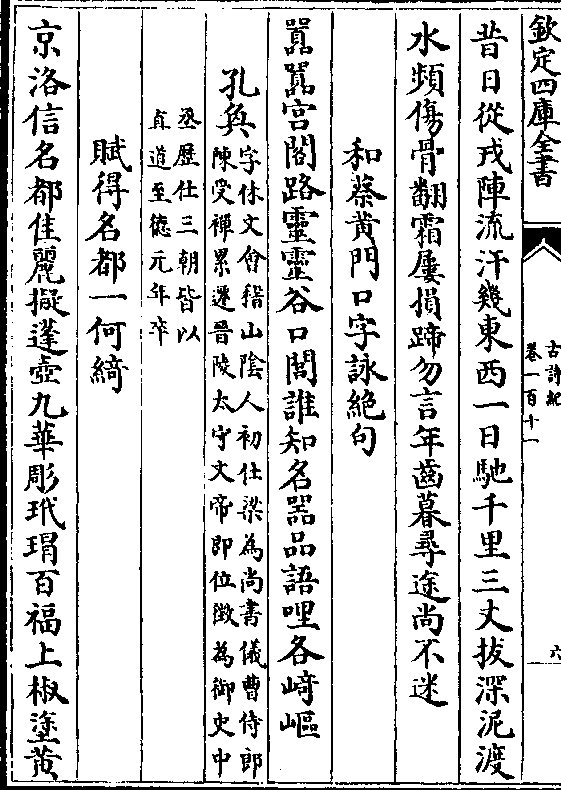 欽定四庫全書
古詩紀
卷一百十一
六
昔日從戎陣流汗幾東西一日馳千里三丈拔深泥渡
水頻傷骨翻霜屢損蹄勿言年齒暮尋途尚不迷
和蔡黄門口字詠絶句
囂囂宫閣路靈靈谷口閭誰知名器品語哩各崎嶇
孔奐字休文會稽山陰人初仕梁為尚書儀曹侍郎
陳受禪累遷晉陵太守文帝即位徵為御史中
丞歴仕三朝皆以
直道至徳元年卒
賦得名都一何綺
京洛信名都佳麗擬蓬壺九華彫玳瑁百福上椒塗黄